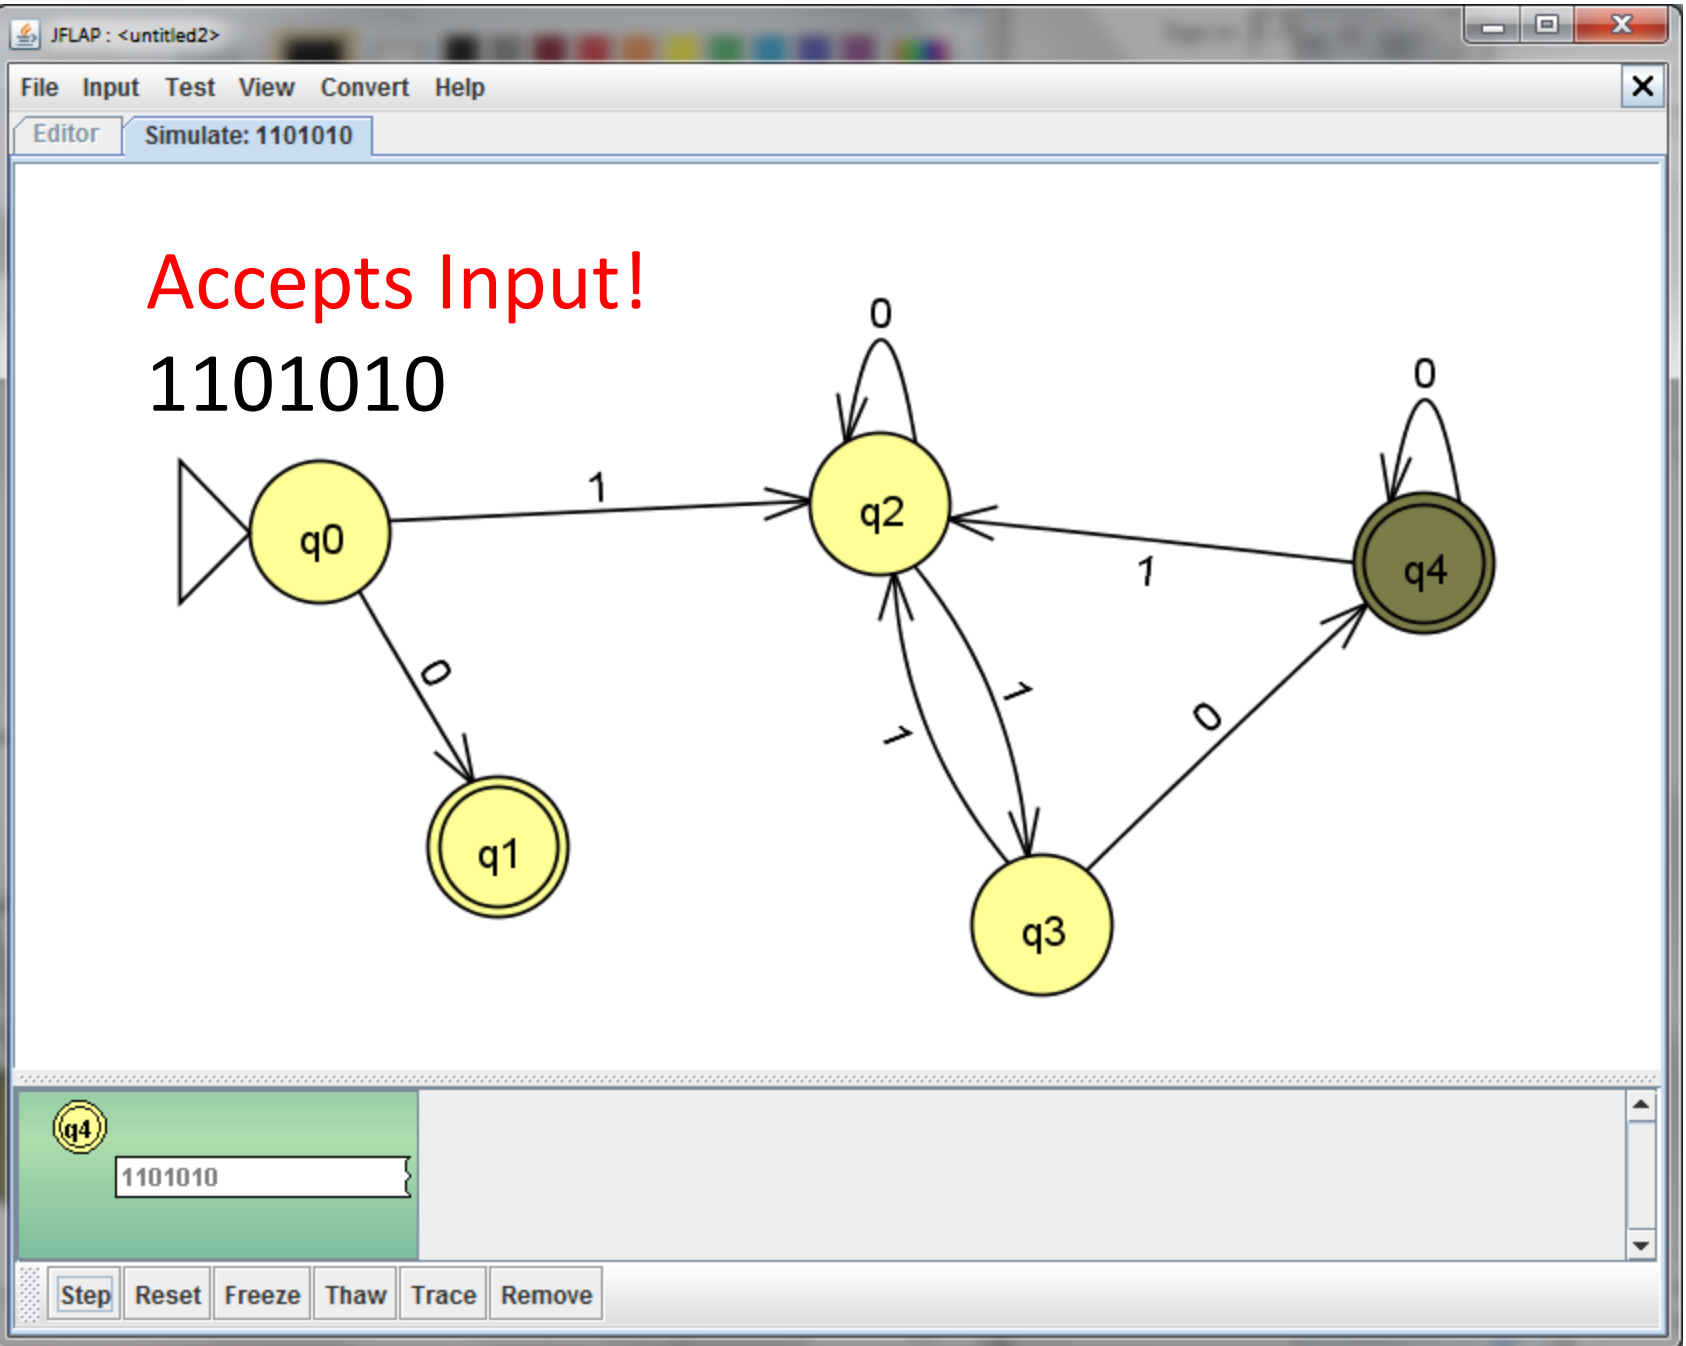 JFLAP : <untitled2>
File Input Test View Convert Help
Editor Simulate: 1101010
Accepts Input!
1101010
0
0
1
q0
q2
q4
1
0
1
1
0
q1
q3
q4
1101010
Step Reset Freeze Thaw Trace Remove